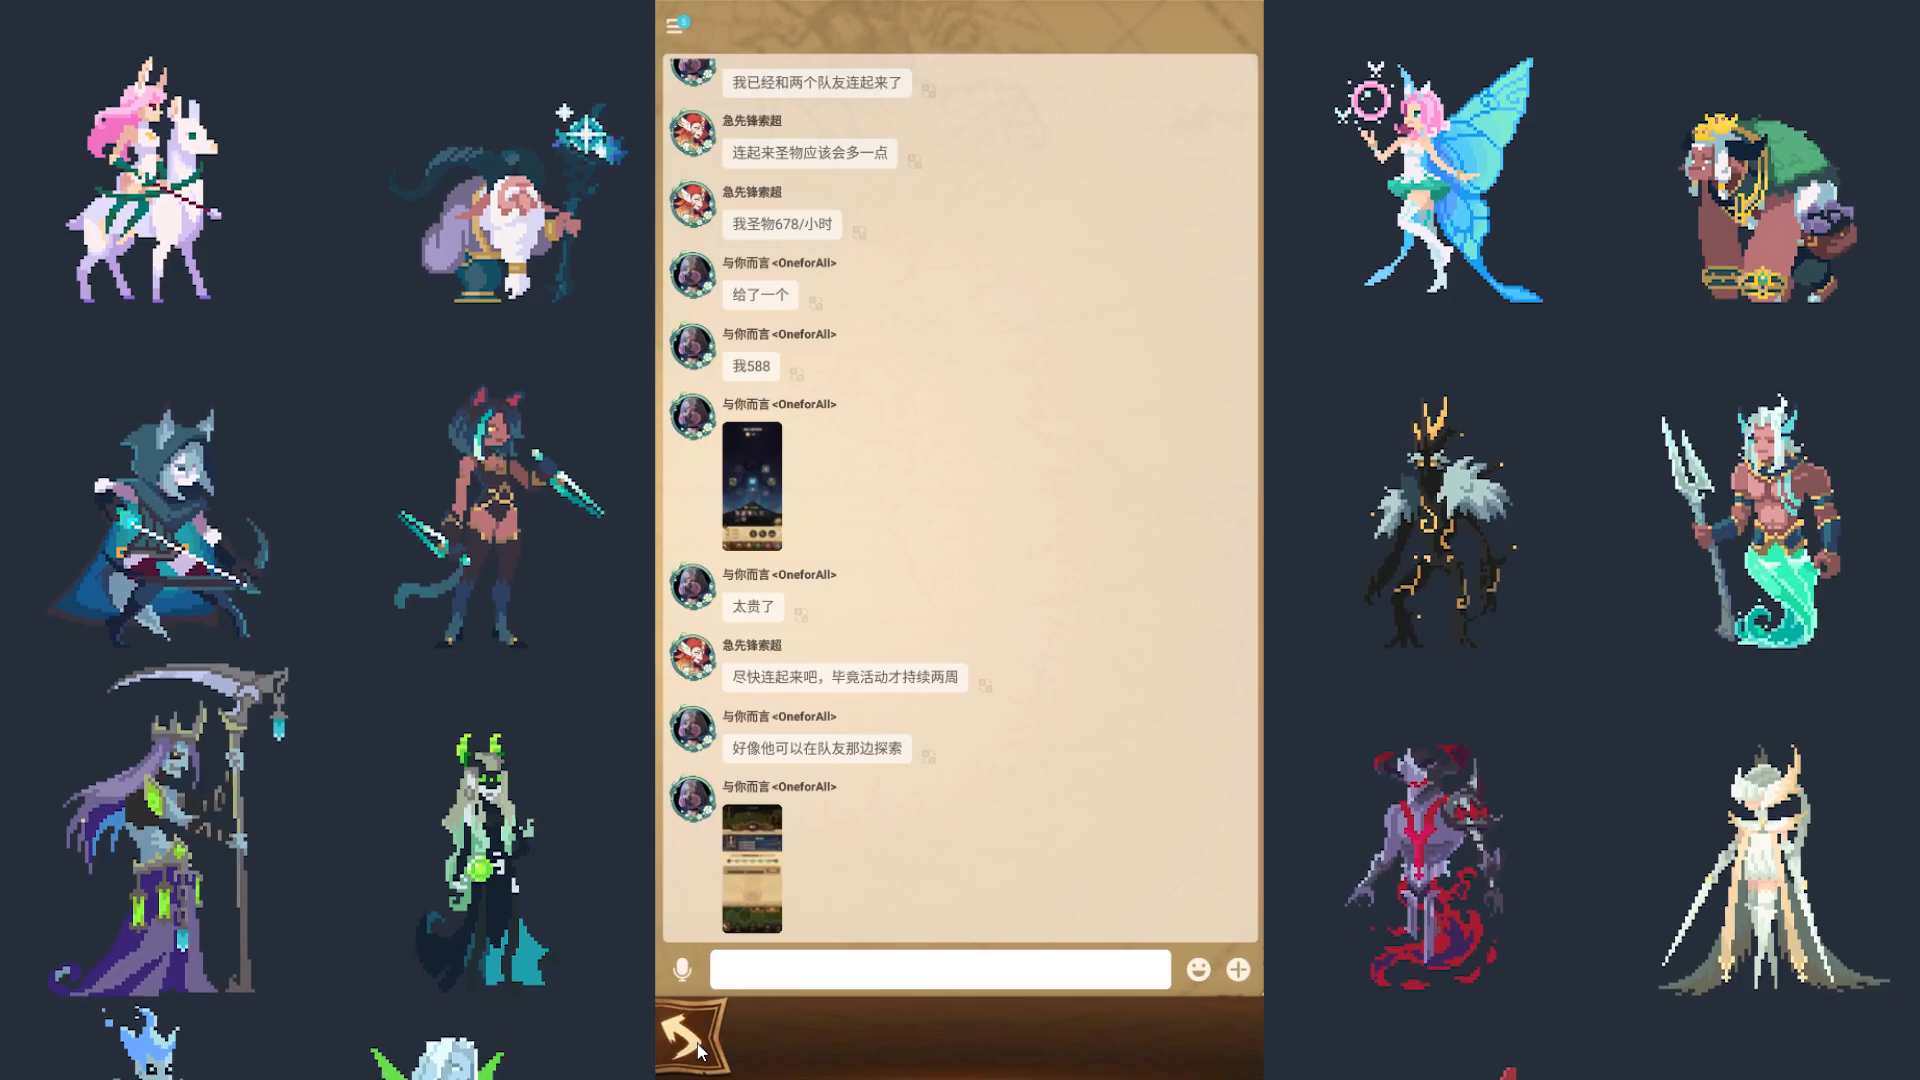 5
我已经和两个队友连起来了
急先锋索超
连起来圣物应该会多一点
急先锋索超
我圣物678/小时
与你而言<OneforAll>
给了一个
与你而言<OneforAll>
我588
与你而言<OneforAll>
与你而言<OneforAll>
太贵了
急先锋索超
尽快连起来吧，毕竟活动才持续两周
与你而言<OneforAll>
好像他可以在队友那边探索
与你而言<OneforAll>